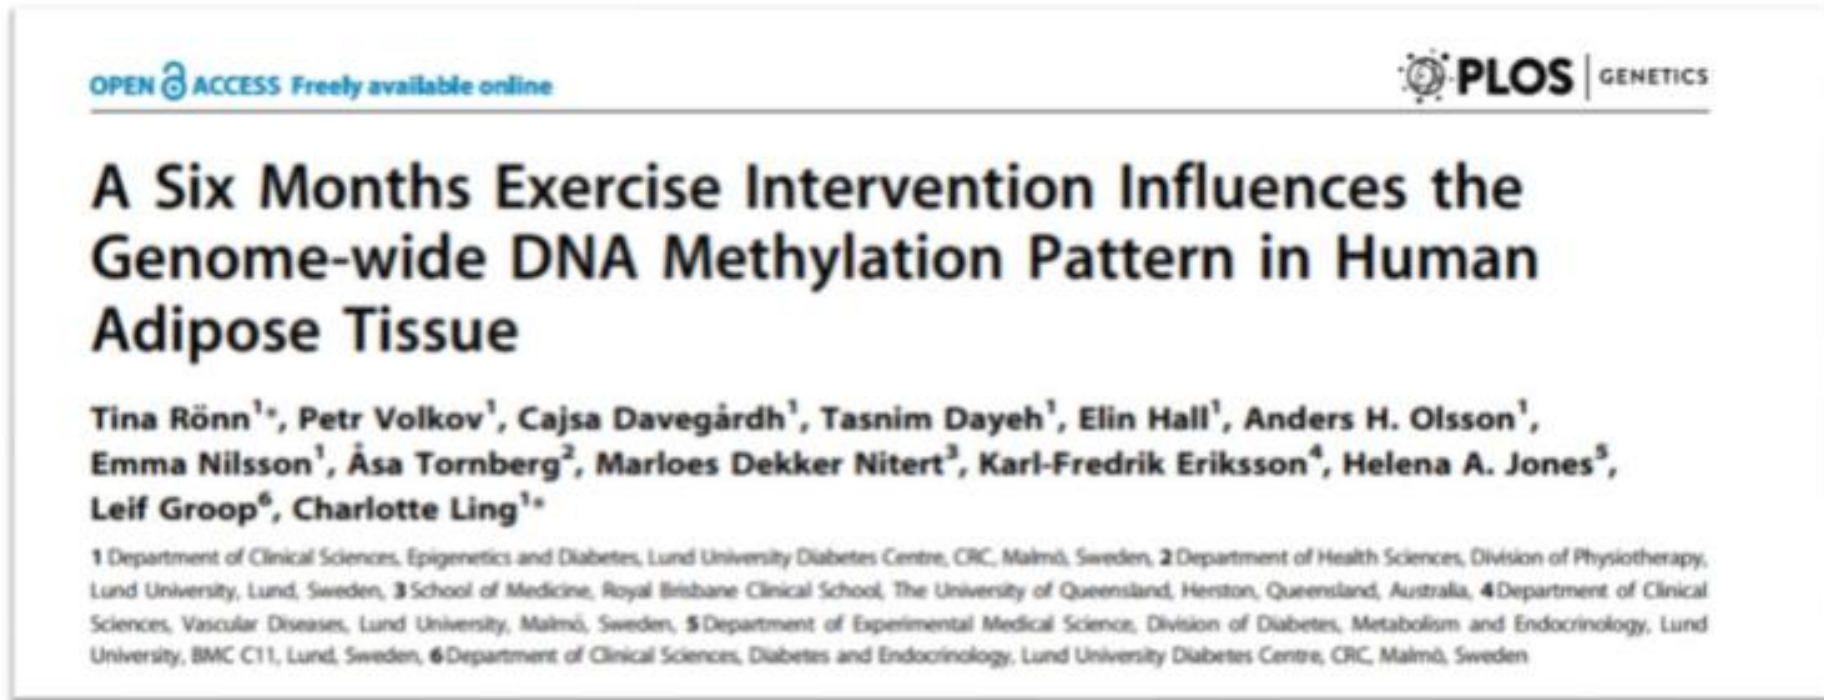 OPEN ACCESS Freely available online
PLOS | GENETICS
A Six Months Exercise Intervention Influences the
Genome-wide DNA Methylation Pattern in Human
Adipose Tissue
Tina Rönn¹*, Petr Volkov¹, Cajsa Davegårdh¹, Tasnim Dayeh¹, Elin Hall¹, Anders H. Olsson¹,
Emma Nilsson¹, Åsa Tornberg², Marloes Dekker Nitert³, Karl-Fredrik Eriksson⁴, Helena A. Jones⁵,
Leif Groop⁶, Charlotte Ling¹*
1 Department of Clinical Sciences, Epigenetics and Diabetes, Lund University Diabetes Centre, CRC, Malmö, Sweden, 2 Department of Health Sciences, Division of Physiotherapy,
Lund University, Lund, Sweden, 3 School of Medicine, Royal Brisbane Clinical School, The University of Queensland, Herston, Queensland, Australia, 4 Department of Clinical
Sciences, Vascular Diseases, Lund University, Malmö, Sweden, 5 Department of Experimental Medical Science, Division of Diabetes, Metabolism and Endocrinology, Lund
University, BMC C11, Lund, Sweden, 6 Department of Clinical Sciences, Diabetes and Endocrinology, Lund University Diabetes Centre, CRC, Malmö, Sweden